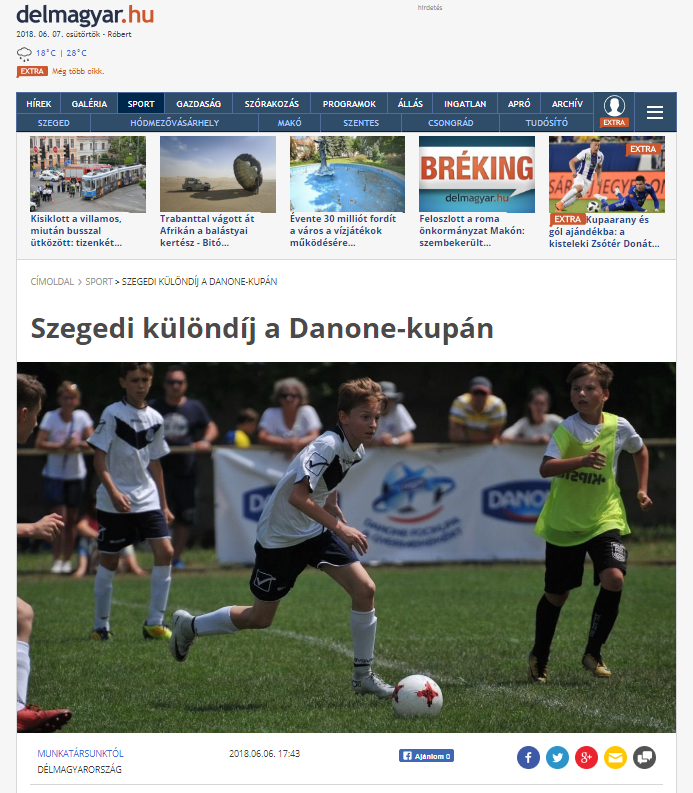 delmagyar.hu
hirdetés
2018. 06. 07. csütörtök - Róbert
18°C | 28°C
EXTRA Még több cikk.
HÍREK GALÉRIA SPORT GAZDASÁG SZÓRAKOZÁS PROGRAMOK ÁLLÁS INGATLAN APRÓ ARCHÍV
EXTRA
SZEGED HÓDMEZŐVÁSÁRHELY MAKÓ SZENTES CSONGRÁD TUDÓSÍTÓ
BRÉKING
delmagyar.hu
EXTRA
Kisiklott a villamos,
miután busszal
ütközött: tizenkét...
Trabanttal vágott át
Afrikán a balástyai
kertész - Bitó...
Évente 30 milliót fordít
a város a vízjátékok
működésére...
Feloszlott a roma
önkormányzat Makón:
szembekerült...
EXTRA Kupaarany és
gól ajándékba: a
kisteleki Zsótér Donát...
CÍMOLDAL > SPORT > SZEGEDI KÜLÖNDÍJ A DANONE-KUPÁN
Szegedi különdíj a Danone-kupán
DANONE
MUNKATÁRSUNKTÓL
DÉLMAGYARORSZÁG
2018.06.06. 17:43
Ajánlom 0